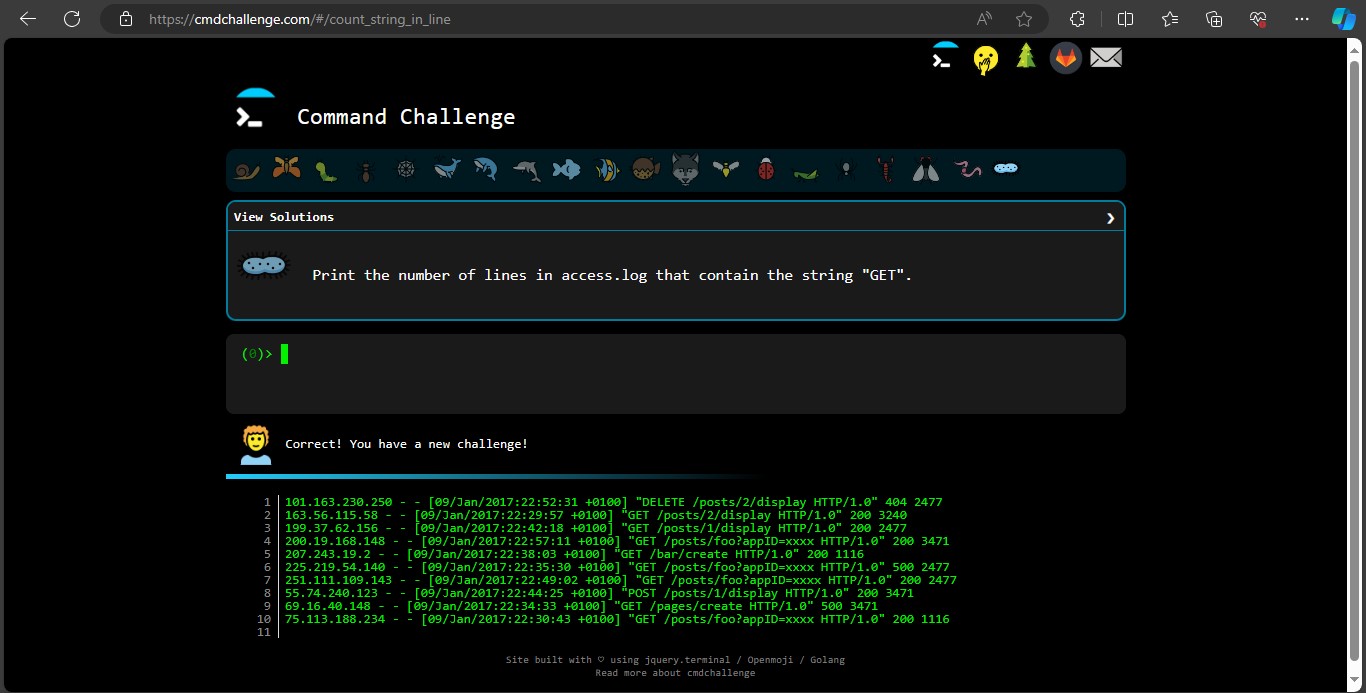 https://cmdchallenge.com/#/count_string_in_line
Command Challenge
View Solutions
Print the number of lines in access.log that contain the string "GET".
(0)>
Correct! You have a new challenge!
1 101.163.230.250 - - [09/Jan/2017:22:52:31 +0100] "DELETE /posts/2/display HTTP/1.0" 404 2477
2 163.56.115.58 - - [09/Jan/2017:22:29:57 +0100] "GET /posts/2/display HTTP/1.0" 200 3240
3 199.37.62.156 - - [09/Jan/2017:22:42:18 +0100] "GET /posts/1/display HTTP/1.0" 200 2477
4 200.19.168.148 - - [09/Jan/2017:22:57:11 +0100] "GET /posts/foo?appID=xxxx HTTP/1.0" 200 3471
5 207.243.19.2 - - [09/Jan/2017:22:38:03 +0100] "GET /bar/create HTTP/1.0" 200 1116
6 225.219.54.140 - - [09/Jan/2017:22:35:30 +0100] "GET /posts/foo?appID=xxxx HTTP/1.0" 500 2477
7 251.111.109.143 - - [09/Jan/2017:22:49:02 +0100] "GET /posts/foo?appID=xxxx HTTP/1.0" 200 2477
8 55.74.240.123 - - [09/Jan/2017:22:44:25 +0100] "POST /posts/1/display HTTP/1.0" 200 3471
9 69.16.40.148 - - [09/Jan/2017:22:34:33 +0100] "GET /pages/create HTTP/1.0" 500 3471
10 75.113.188.234 - - [09/Jan/2017:22:30:43 +0100] "GET /posts/foo?appID=xxxx HTTP/1.0" 200 1116
11
Site built with ♡ using jquery.terminal / Openmoji / Golang
Read more about cmdchallenge